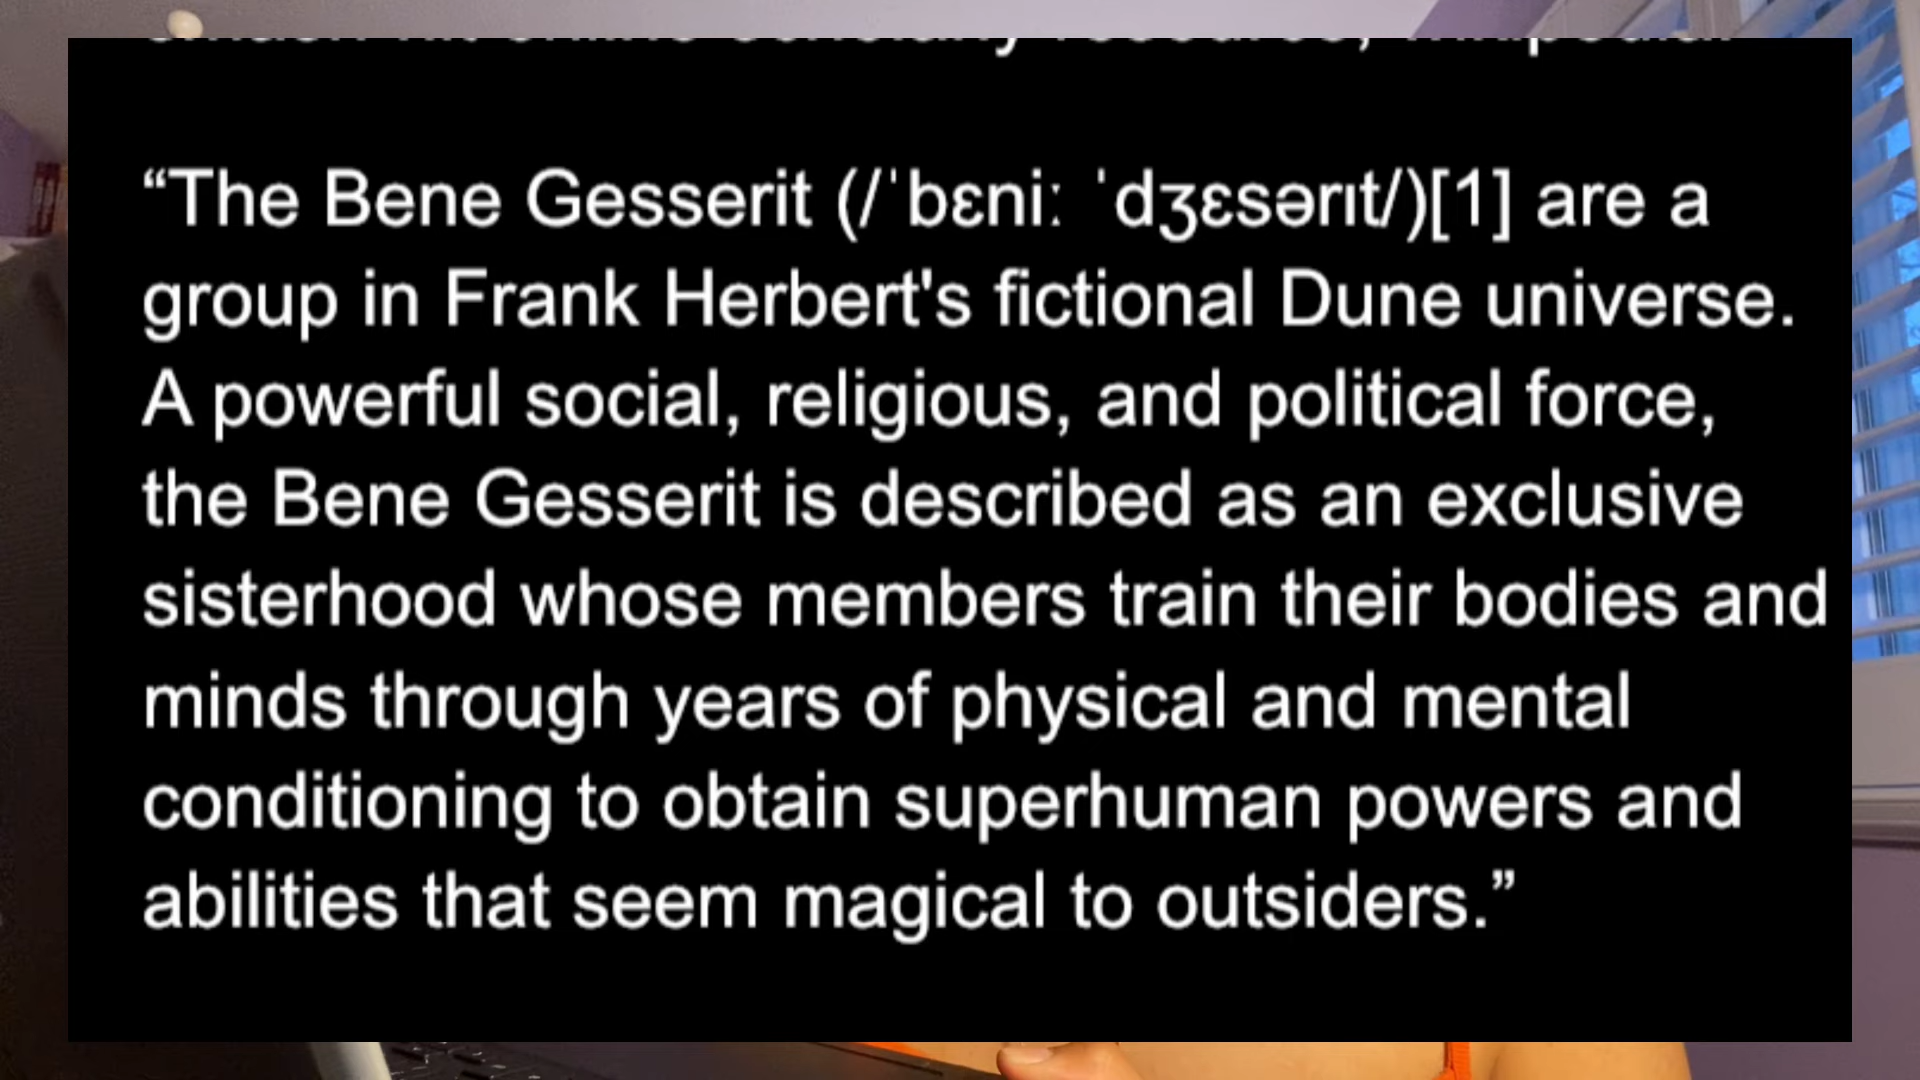 “The Bene Gesserit (/ˈbɛniː ˈdʒɛsərɪt/)[1] are a
group in Frank Herbert's fictional Dune universe.
A powerful social, religious, and political force,
the Bene Gesserit is described as an exclusive
sisterhood whose members train their bodies and
minds through years of physical and mental
conditioning to obtain superhuman powers and
abilities that seem magical to outsiders.”